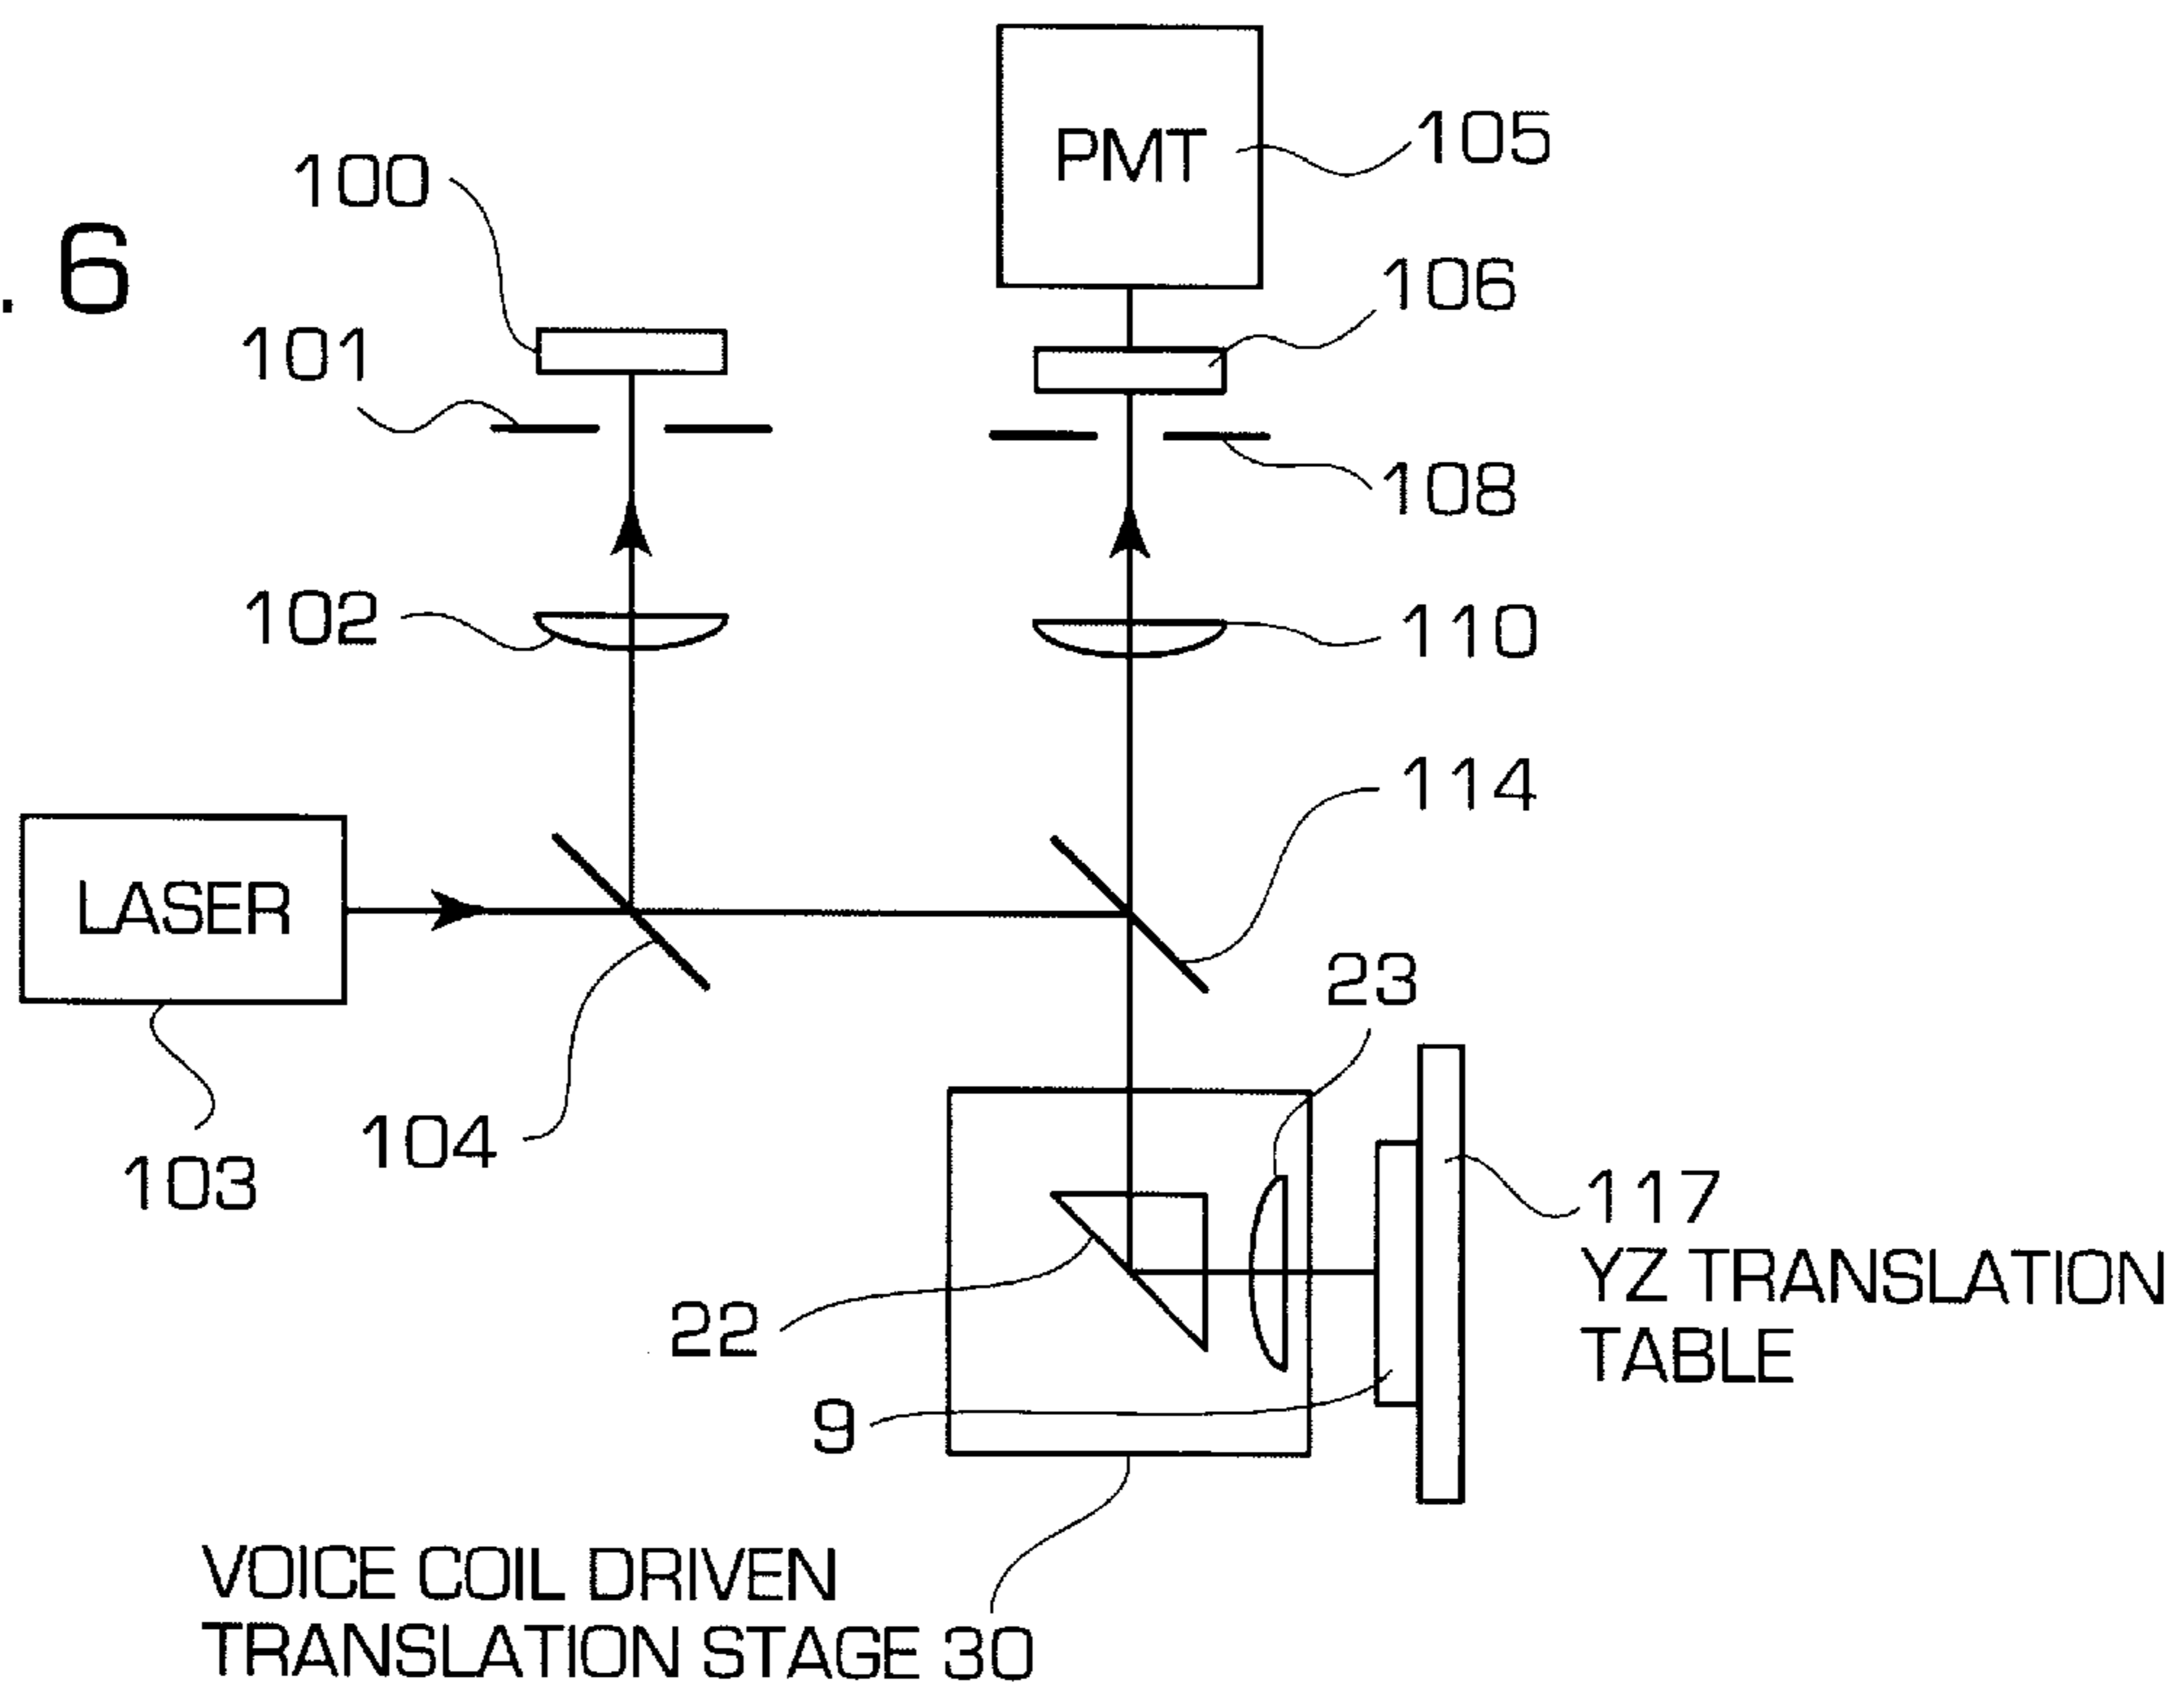 . 6
PMT
105
100
106
101
108
102
110
114
LASER
23
104
103
117
YZ TRANSLATION
TABLE
22
9
VOICE COIL DRIVEN
TRANSLATION STAGE 30